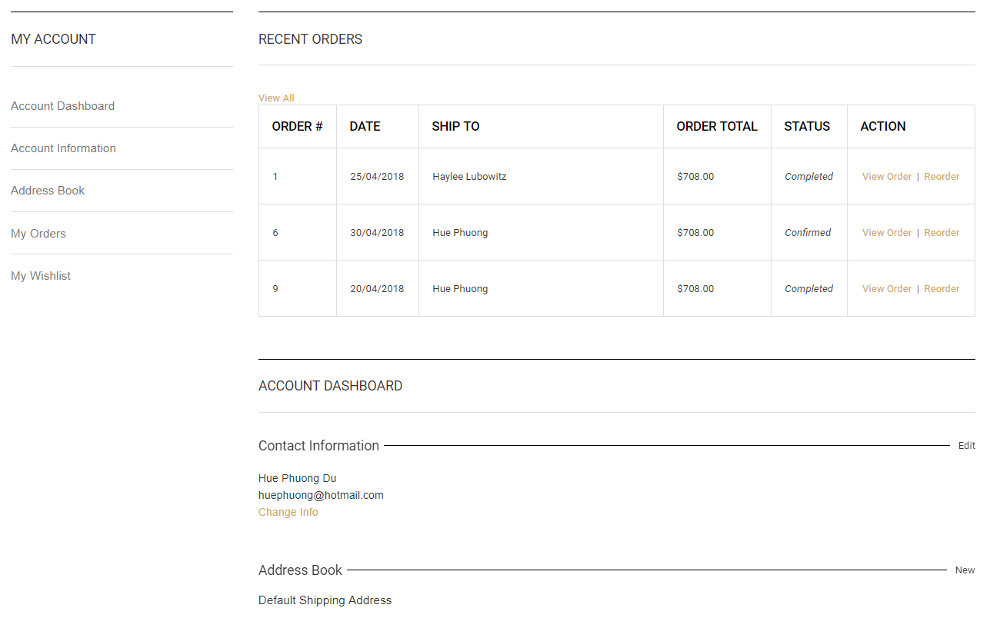 MY ACCOUNT
Account Dashboard
Account Information
Address Book
My Orders
My Wishlist
RECENT ORDERS
View All
ORDER # DATE SHIP TO ORDER TOTAL STATUS ACTION
1 25/04/2018 Haylee Lubowitz $708.00 Completed View Order | Reorder
6 30/04/2018 Hue Phuong $708.00 Confirmed View Order | Reorder
9 20/04/2018 Hue Phuong $708.00 Completed View Order | Reorder
ACCOUNT DASHBOARD
Contact Information Edit
Hue Phuong Du
huephuong@hotmail.com
Change Info
Address Book New
Default Shipping Address